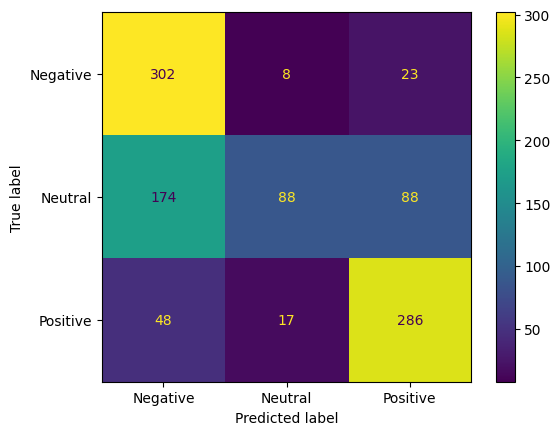 300
Negative 302 8 23
250
200
Neutral 174 88 88
150
100
Positive 48 17 286
50
Negative Neutral Positive
Predicted label
True label